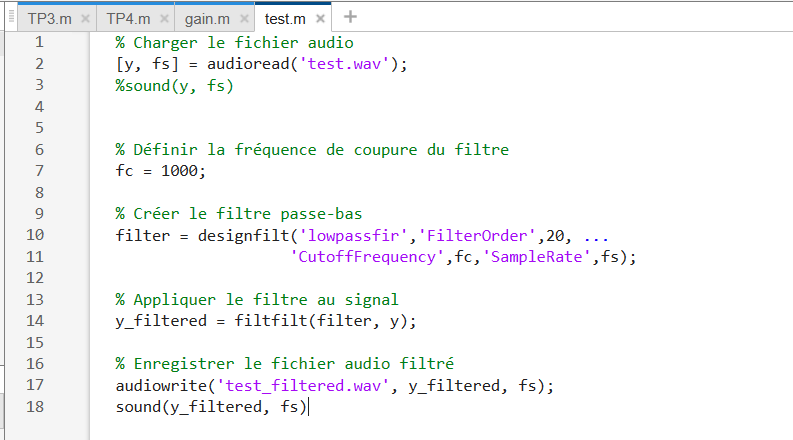 TP3.m × TP4.m × gain.m × test.m × +
1 % Charger le fichier audio
2 [y, fs] = audioread('test.wav');
3 %sound(y, fs)
4
5
6 % Définir la fréquence de coupure du filtre
7 fc = 1000;
8
9 % Créer le filtre passe-bas
10 filter = designfilt('lowpassfir','FilterOrder',20, ...
11 'CutoffFrequency',fc,'SampleRate',fs);
12
13 % Appliquer le filtre au signal
14 y_filtered = filtfilt(filter, y);
15
16 % Enregistrer le fichier audio filtré
17 audiowrite('test_filtered.wav', y_filtered, fs);
18 sound(y_filtered, fs)